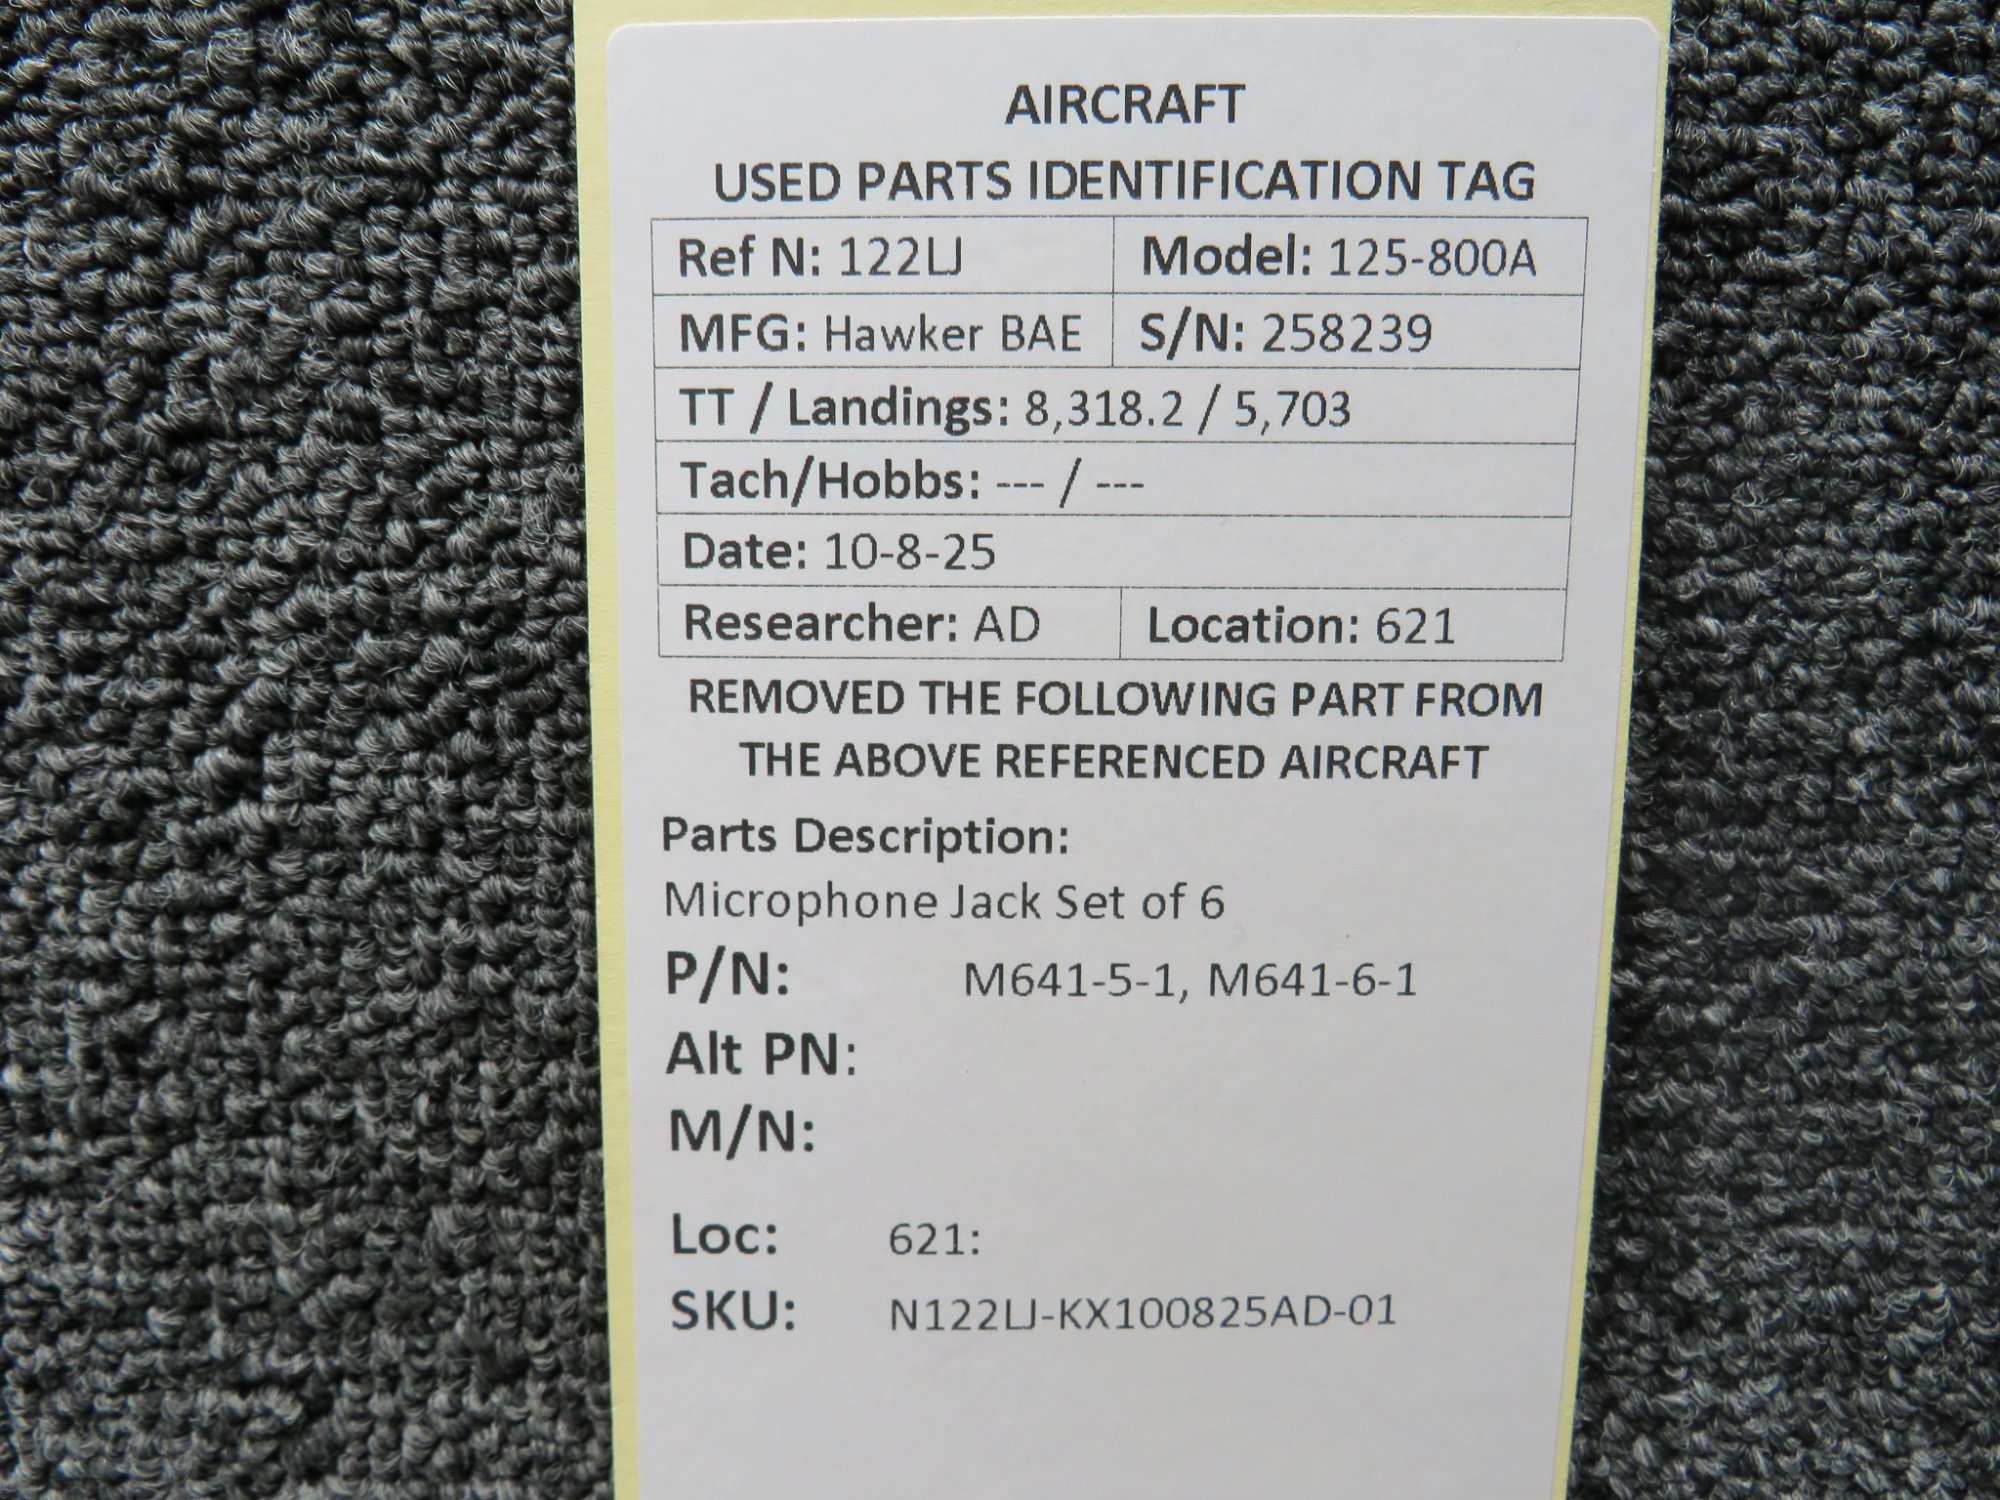 AIRCRAFT
USED PARTS IDENTIFICATION TAG
Ref N: 122LJ Model: 125-800A
MFG: Hawker BAE S/N: 258239
TT / Landings: 8,318.2 / 5,703
Tach/Hobbs: --- / ---
Date: 10-8-25
Researcher: AD Location: 621
REMOVED THE FOLLOWING PART FROM
THE ABOVE REFERENCED AIRCRAFT
Parts Description:
Microphone Jack Set of 6
P/N: M641-5-1, M641-6-1
Alt PN:
M/N:
Loc: 621:
SKU: N122LJ-KX100825AD-01